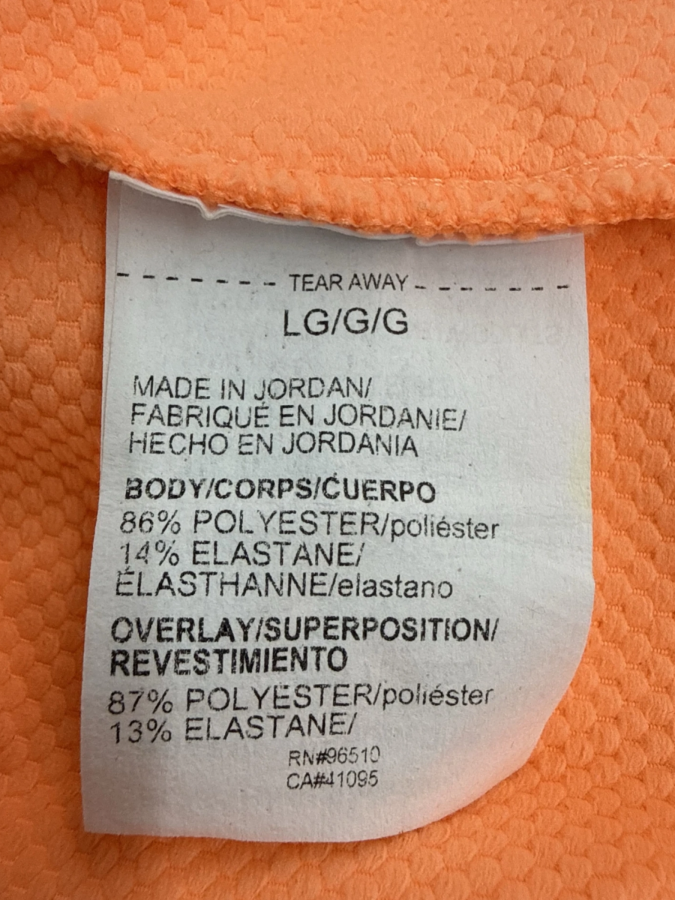 - - - - - - - TEAR AWAY - - - - - - - -
LG/G/G
MADE IN JORDAN/
FABRIQUÉ EN JORDANIE/
HECHO EN JORDANIA
BODY/CORPS/CUERPO
86% POLYESTER/poliéster
14% ELASTANE/
ÉLASTHANNE/elastano
OVERLAY/SUPERPOSITION/
REVESTIMIENTO
87% POLYESTER/poliéster
13% ELASTANE/
RN#96510
CA#41095